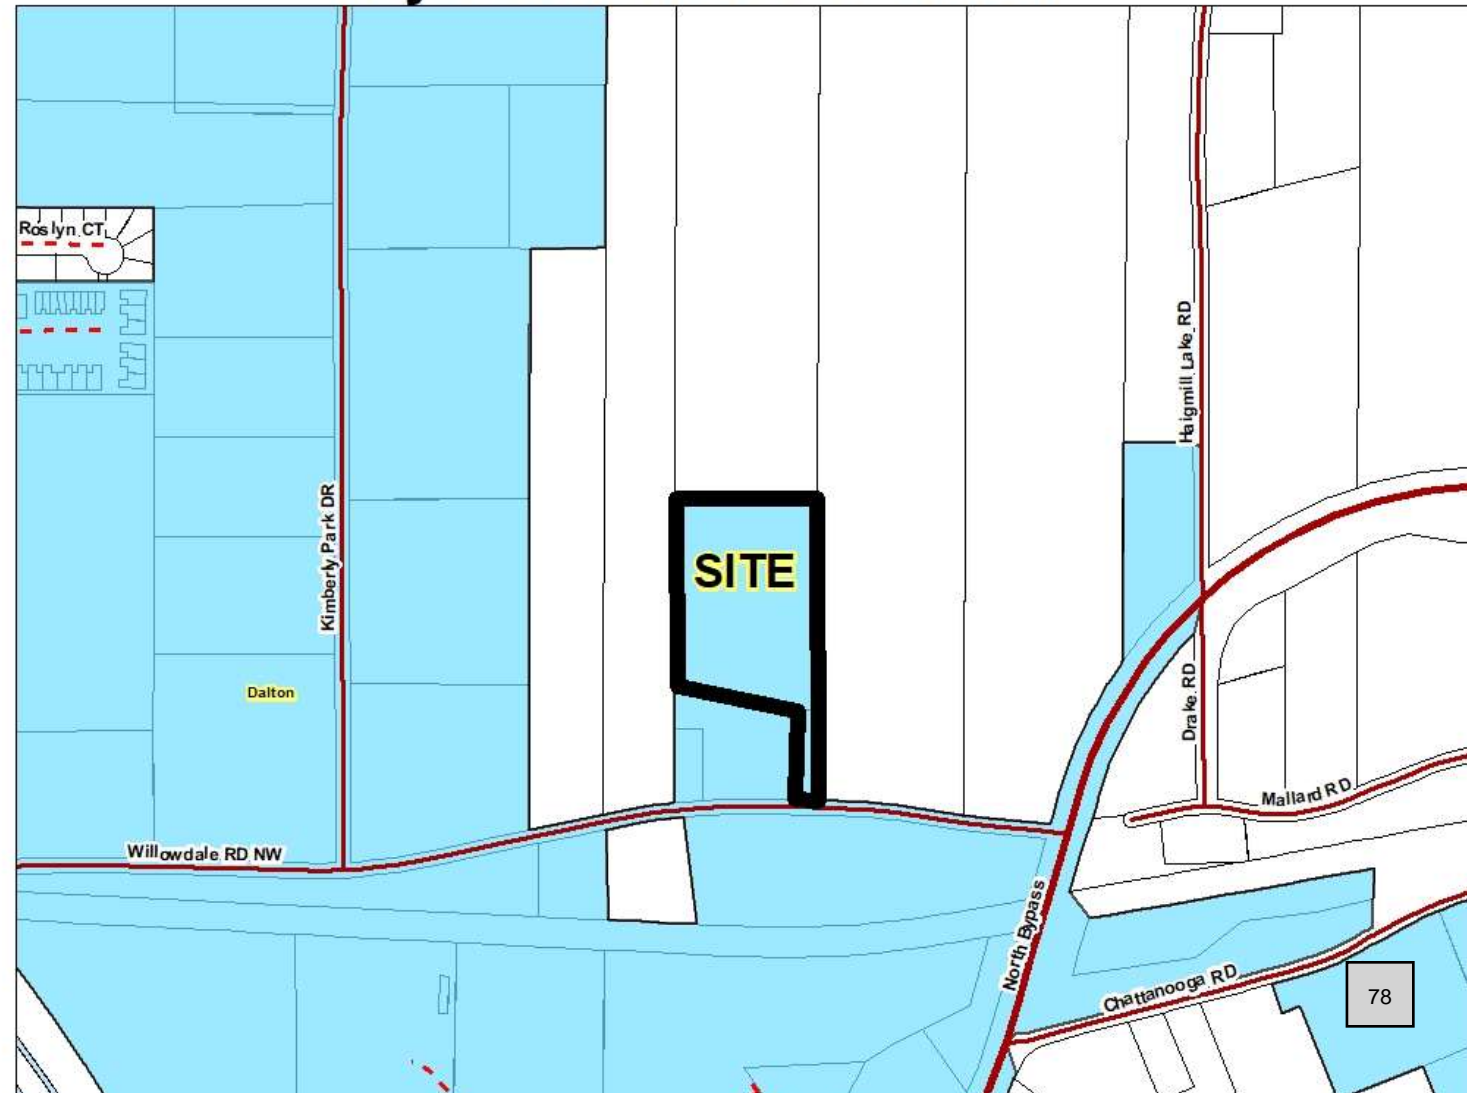 Roslyn CT
Haigmill Lake RD
Kimberly Park DR
SITE
Dalton
Drake RD
Mallard RD
Willowdale RD NW
North Bypass
Chattanooga RD
78